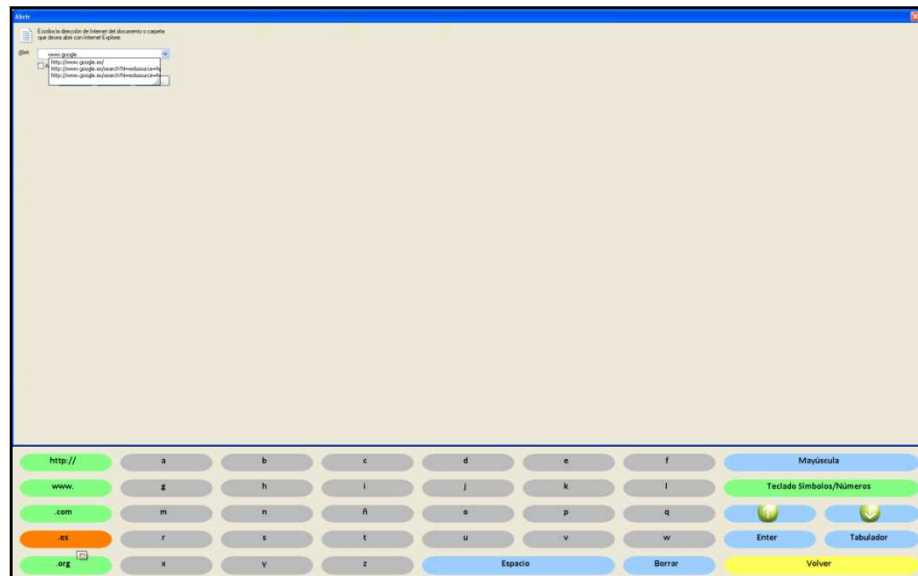 Abrir
Escriba la dirección de Internet del documento o carpeta
que desea abrir con Internet Explorer.
Abrir: www.google
http://www.google.es/
http://www.google.es/search?hl=es&source=h
http://www.google.es/search?hl=es&source=h
http:// a b c d e f Mayúscula
www. g h i j k l Teclado Símbolos/Números
.com m n ñ o p q
.es r s t u v w Enter Tabulador
.org x y z Espacio Borrar Volver